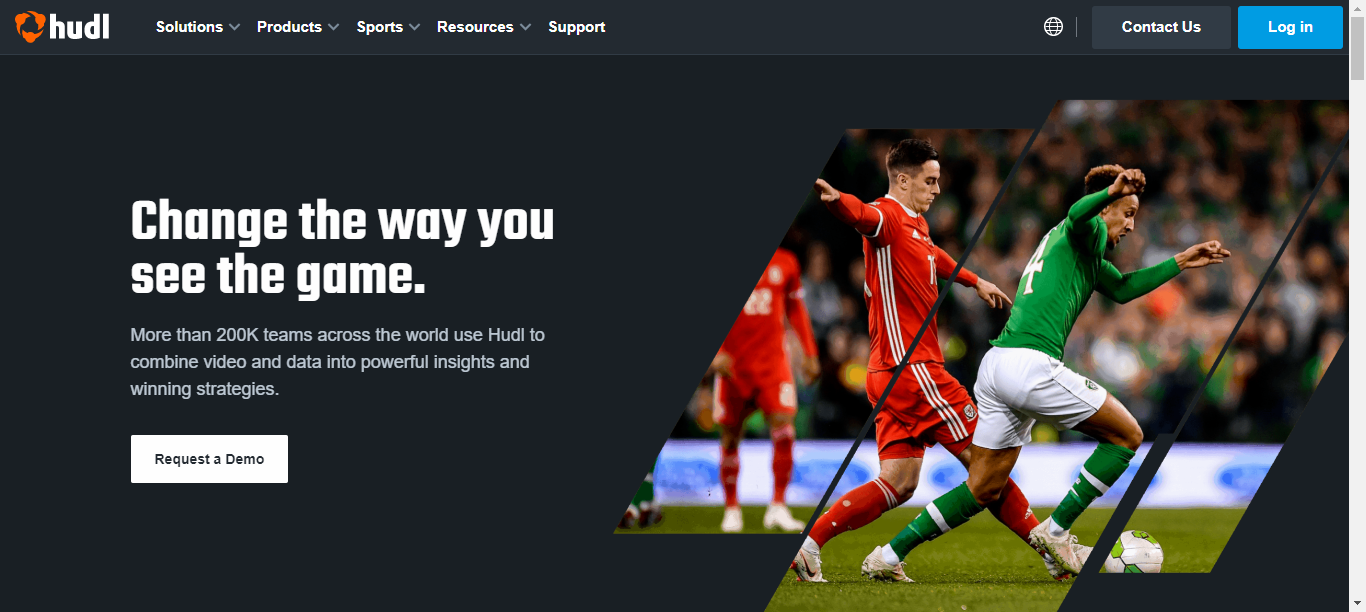 hudl
Solutions
Products
Sports
Resources
Support
Contact Us
Log in
Change the way you
see the game.
More than 200K teams across the world use Hudl to
combine video and data into powerful insights and
winning strategies.
Request a Demo
22
4